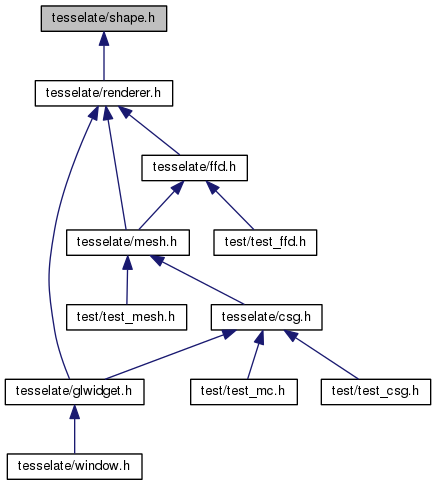 tesselate/shape.h
tesselate/renderer.h
tesselate/ffd.h
tesselate/mesh.h
test/test_ffd.h
test/test_mesh.h
tesselate/csg.h
tesselate/glwidget.h
test/test_mc.h
test/test_csg.h
tesselate/window.h